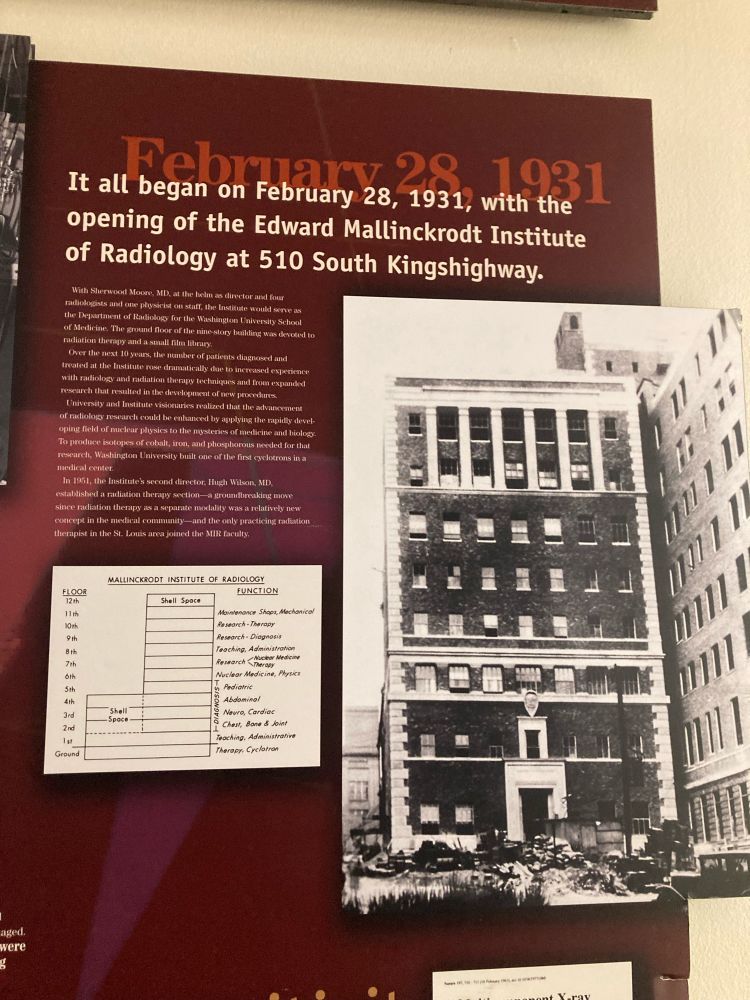 February 28, 1931
It all began on February 28, 1931, with the
opening of the Edward Mallinckrodt Institute
of Radiology at 510 South Kingshighway.
With Sherwood Moore, MD, at the helm as director and four
radiologists and one physicist on staff, the Institute would serve as
the Department of Radiology for the Washington University School
of Medicine. The ground floor of the nine-story building was devoted to
radiation therapy and a small film library.
Over the next 10 years, the number of patients diagnosed and
treated at the Institute rose dramatically due to increased experience
with radiology and radiation therapy techniques and from expanded
research that resulted in the development of new procedures.
University and Institute visionaries realized that the advancement
of radiology research could be enhanced by applying the rapidly devel-
oping field of nuclear physics to the mysteries of medicine and biology.
To produce isotopes of cobalt, iron, and phosphorous needed for that
research, Washington University built one of the first cyclotrons in a
medical center.
In 1951, the Institute's second director, Hugh Wilson, MD,
established a radiation therapy section—a groundbreaking move
since radiation therapy as a separate modality was a relatively new
concept in the medical community—and the only practicing radiation
therapist in the St. Louis area joined the MIR faculty.
MALLINCKRODT INSTITUTE OF RADIOLOGY
FLOOR FUNCTION
12th Shell Space
11th Maintenance Shops, Mechanical
10th Research - Therapy
9th Research - Diagnosis
8th Teaching, Administration
7th Research < Nuclear Medicine
Therapy
6th Nuclear Medicine, Physics
5th Pediatric
4th Abdominal
3rd Shell Space Neuro, Cardiac
2nd Chest, Bone & Joint
DIAGNOSIS
1st Teaching, Administrative
Ground Therapy, Cyclotron
aged.
were
g
X-ray